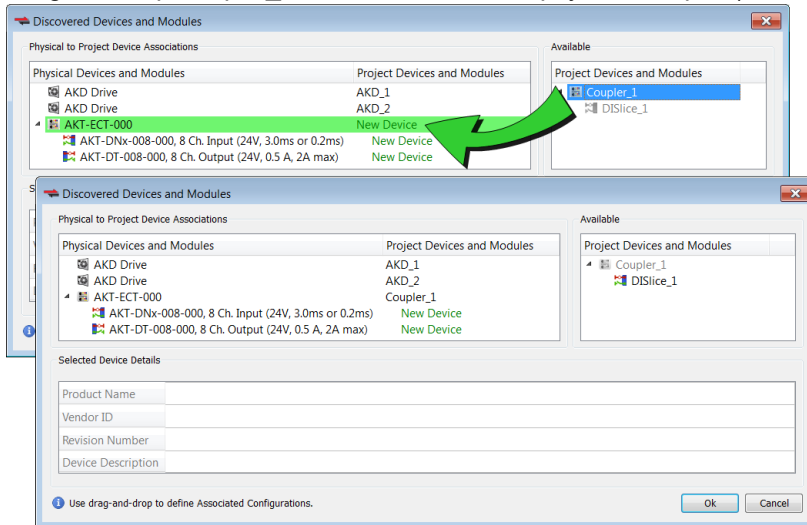 Discovered Devices and Modules
Physical to Project Device Associations
Available
Physical Devices and Modules Project Devices and Modules
Project Devices and Modules
AKD Drive AKD_1
Coupler_1
AKD Drive AKD_2
DISlice_1
AKT-ECT-000 New Device
AKT-DNx-008-000, 8 Ch. Input (24V, 3.0ms or 0.2ms) New Device
AKT-DT-008-000, 8 Ch. Output (24V, 0.5 A, 2A max) New Device
Discovered Devices and Modules
Physical to Project Device Associations
Available
Physical Devices and Modules Project Devices and Modules
Project Devices and Modules
AKD Drive AKD_1
Coupler_1
AKD Drive AKD_2
DISlice_1
AKT-ECT-000 Coupler_1
AKT-DNx-008-000, 8 Ch. Input (24V, 3.0ms or 0.2ms) New Device
AKT-DT-008-000, 8 Ch. Output (24V, 0.5 A, 2A max) New Device
Selected Device Details
Product Name
Vendor ID
Revision Number
Device Description
Use drag-and-drop to define Associated Configurations.
Ok Cancel